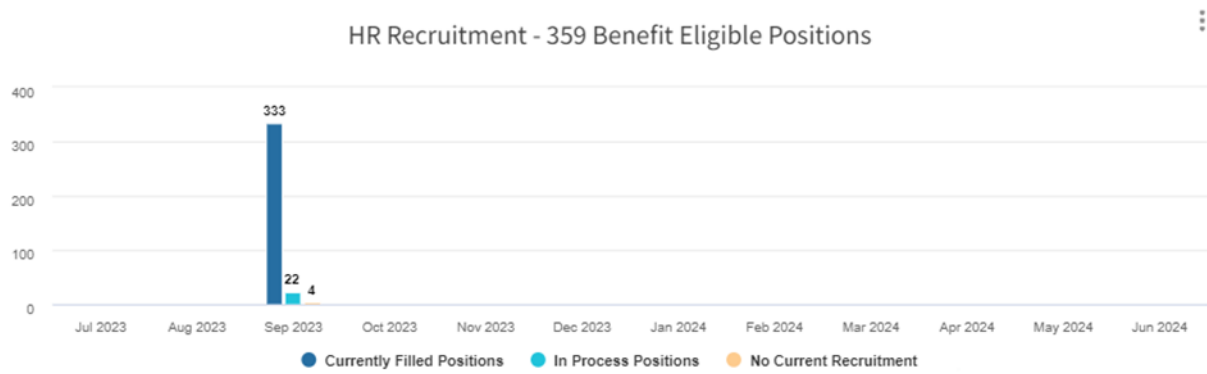 HR Recruitment - 359 Benefit Eligible Positions
400
333
300
200
100
22
4
0
Jul 2023 Aug 2023 Sep 2023 Oct 2023 Nov 2023 Dec 2023 Jan 2024 Feb 2024 Mar 2024 Apr 2024 May 2024 Jun 2024
Currently Filled Positions In Process Positions No Current Recruitment